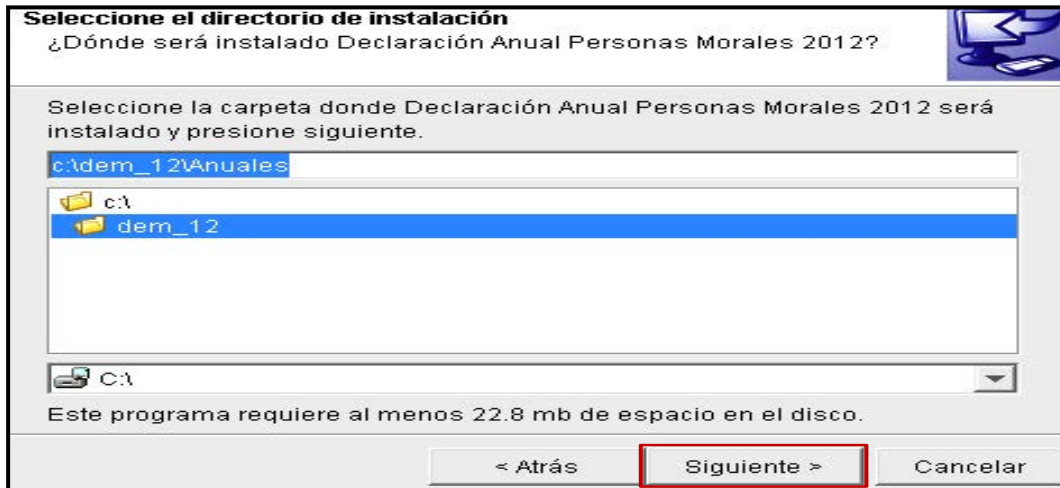 Seleccione el directorio de instalación
¿Dónde será instalado Declaración Anual Personas Morales 2012?
Seleccione la carpeta donde Declaración Anual Personas Morales 2012 será
instalado y presione siguiente.
c:\dem_12\Anuales
c:\
dem_12
C:\
Este programa requiere al menos 22.8 mb de espacio en el disco.
< Atrás Siguiente > Cancelar